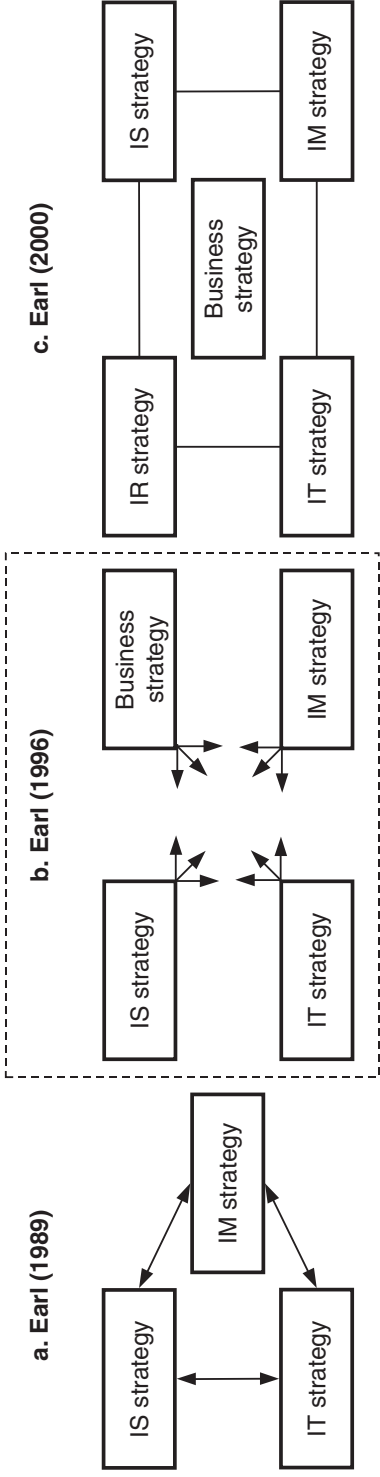 a. Earl (1989)
IS strategy
IM strategy
IT strategy
b. Earl (1996)
IS strategy
Business
strategy
IT strategy
IM strategy
c. Earl (2000)
IR strategy
IS strategy
Business
strategy
IT strategy
IM strategy